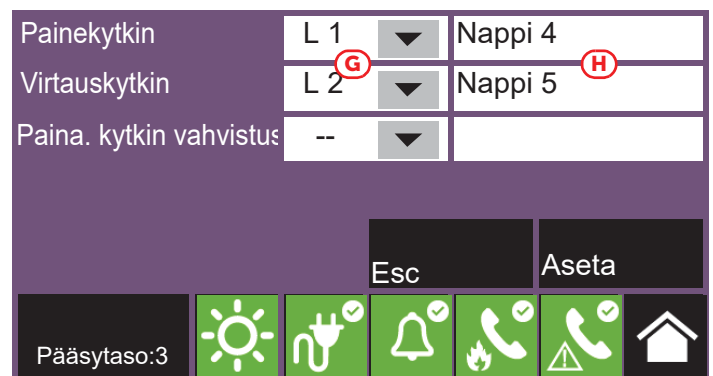 Painekytkin L 1 Nappi 4
G H
Virtauskytkin L 2 Nappi 5
Paina. kytkin vahvistus --
Esc Aseta
Pääsytaso:3